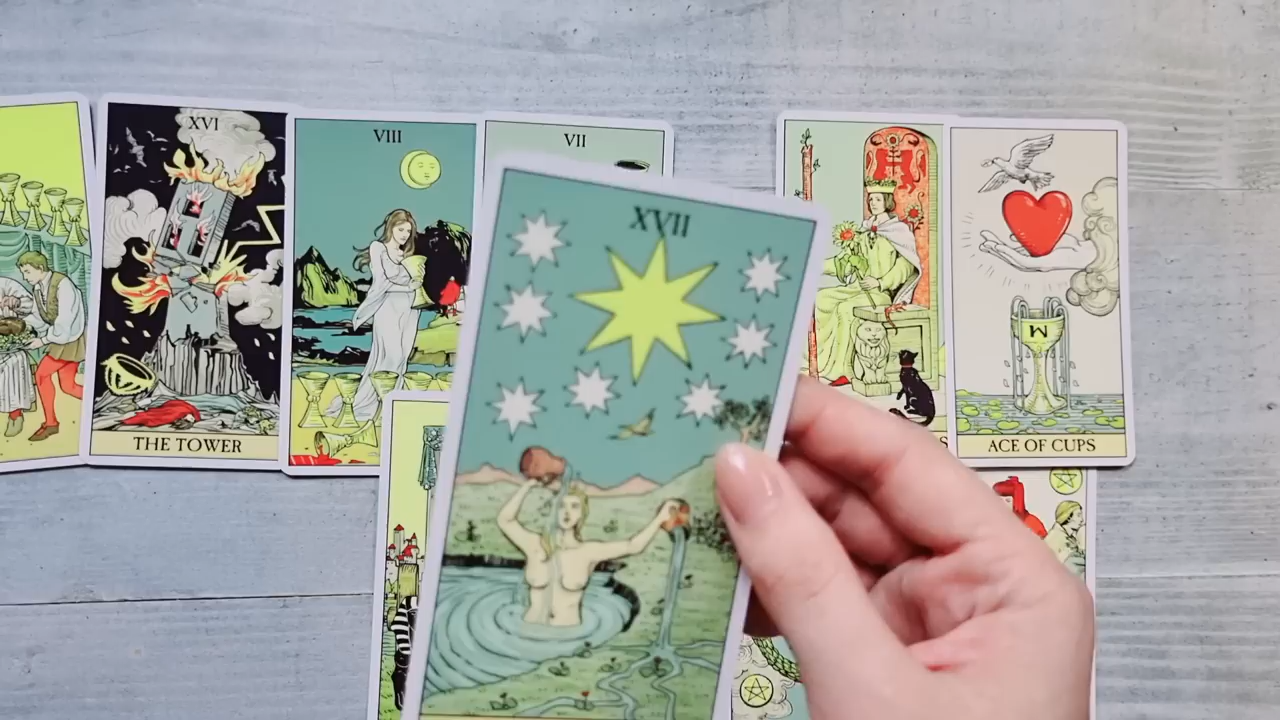 XVI
THE TOWER
VIII
VII
XVII
S
M
ACE OF CUPS